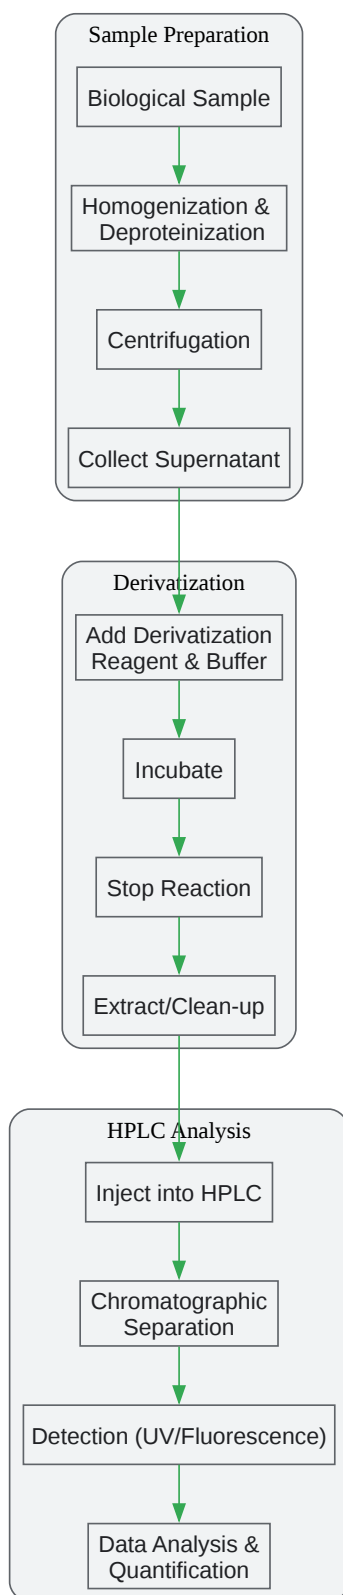 Sample Preparation
Biological Sample
Homogenization &
Deproteinization
Centrifugation
Collect Supernatant
Derivatization
Add Derivatization
Reagent & Buffer
Incubate
Stop Reaction
Extract/Clean-up
HPLC Analysis
Inject into HPLC
Chromatographic
Separation
Detection (UV/Fluorescence)
Data Analysis &
Quantification